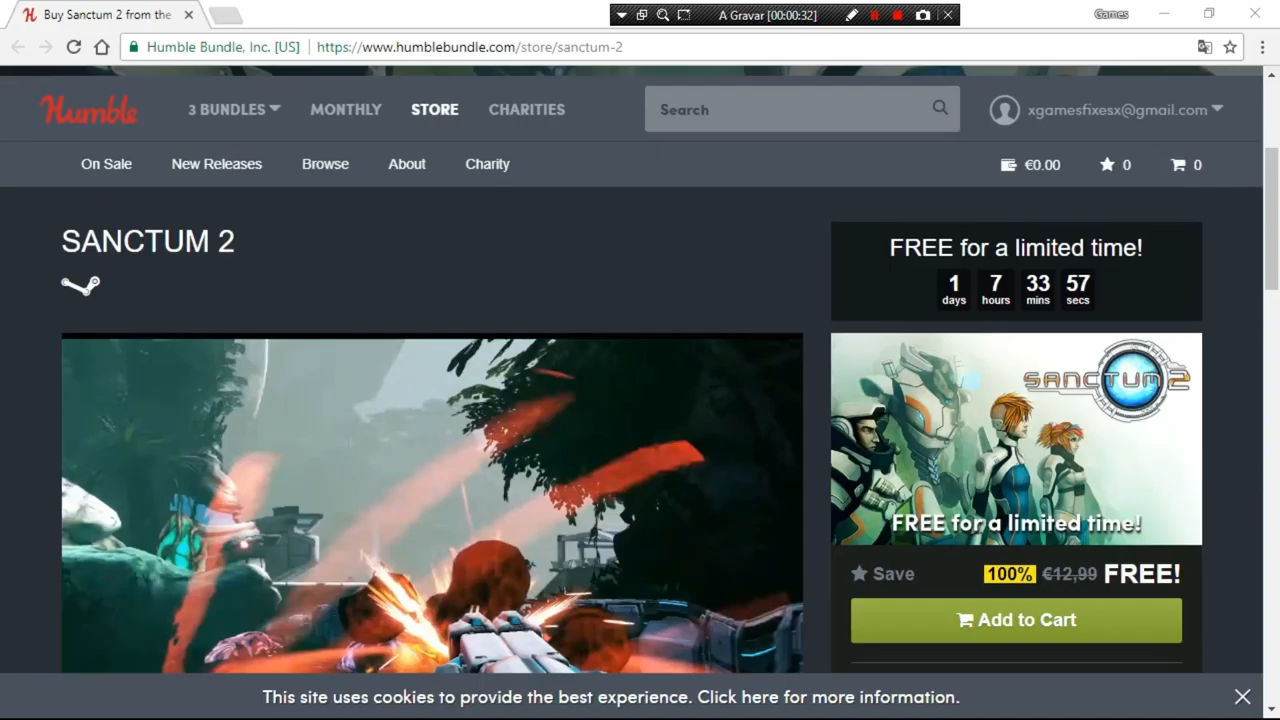 Buy Sanctum 2 from the
A Gravar [00:00:32]
Games
Humble Bundle, Inc. [US] https://www.humblebundle.com/store/sanctum-2
Humble 3 BUNDLES MONTHLY STORE CHARITIES Search xgamesfixesx@gmail.com
On Sale New Releases Browse About Charity €0.00 0 0
SANCTUM 2
FREE for a limited time!
1 7 33 57
days hours mins secs
SANCTUM 2
FREE for a limited time!
Save 100% €12,99 FREE!
Add to Cart
This site uses cookies to provide the best experience. Click here for more information.